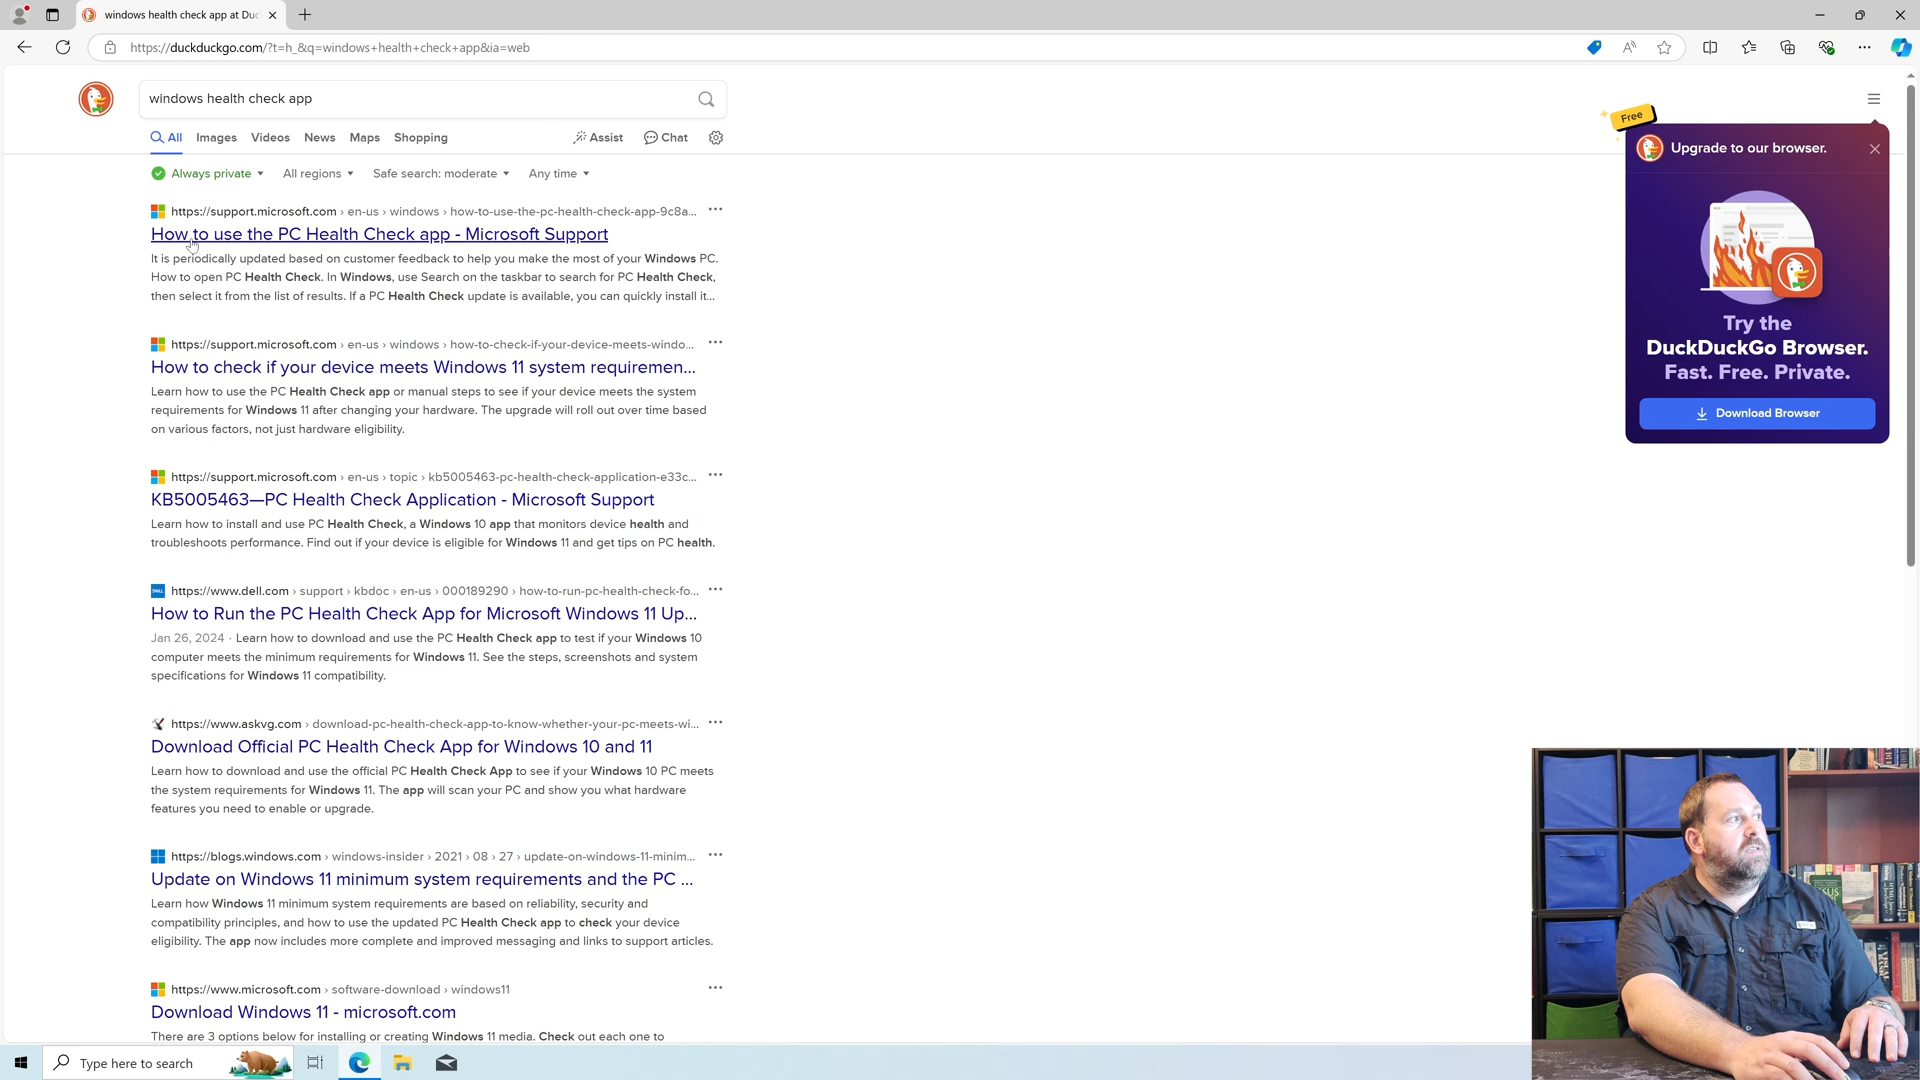 windows health check app at Duc
https://duckduckgo.com/?t=h_&q=windows+health+check+app&ia=web
windows health check app
All Images Videos News Maps Shopping Assist Chat
Always private All regions Safe search: moderate Any time
https://support.microsoft.com › en-us › windows › how-to-use-the-pc-health-check-app-9c8a...
How to use the PC Health Check app - Microsoft Support
It is periodically updated based on customer feedback to help you make the most of your Windows PC.
How to open PC Health Check. In Windows, use Search on the taskbar to search for PC Health Check,
then select it from the list of results. If a PC Health Check update is available, you can quickly install it...
https://support.microsoft.com › en-us › windows › how-to-check-if-your-device-meets-windo...
How to check if your device meets Windows 11 system requiremen...
Learn how to use the PC Health Check app or manual steps to see if your device meets the system
requirements for Windows 11 after changing your hardware. The upgrade will roll out over time based
on various factors, not just hardware eligibility.
https://support.microsoft.com › en-us › topic › kb5005463-pc-health-check-application-e33c...
KB5005463—PC Health Check Application - Microsoft Support
Learn how to install and use PC Health Check, a Windows 10 app that monitors device health and
troubleshoots performance. Find out if your device is eligible for Windows 11 and get tips on PC health.
https://www.dell.com › support › kbdoc › en-us › 000189290 › how-to-run-pc-health-check-fo...
How to Run the PC Health Check App for Microsoft Windows 11 Up...
Jan 26, 2024 · Learn how to download and use the PC Health Check app to test if your Windows 10
computer meets the minimum requirements for Windows 11. See the steps, screenshots and system
specifications for Windows 11 compatibility.
https://www.askvg.com › download-pc-health-check-app-to-know-whether-your-pc-meets-wi...
Download Official PC Health Check App for Windows 10 and 11
Learn how to download and use the official PC Health Check App to see if your Windows 10 PC meets
the system requirements for Windows 11. The app will scan your PC and show you what hardware
features you need to enable or upgrade.
https://blogs.windows.com › windows-insider › 2021 › 08 › 27 › update-on-windows-11-minim...
Update on Windows 11 minimum system requirements and the PC ...
Learn how Windows 11 minimum system requirements are based on reliability, security and
compatibility principles, and how to use the updated PC Health Check app to check your device
eligibility. The app now includes more complete and improved messaging and links to support articles.
https://www.microsoft.com › software-download › windows11
Download Windows 11 - microsoft.com
There are 3 options below for installing or creating Windows 11 media. Check out each one to
Free
Upgrade to our browser.
Try the
DuckDuckGo Browser.
Fast. Free. Private.
Download Browser
Type here to search